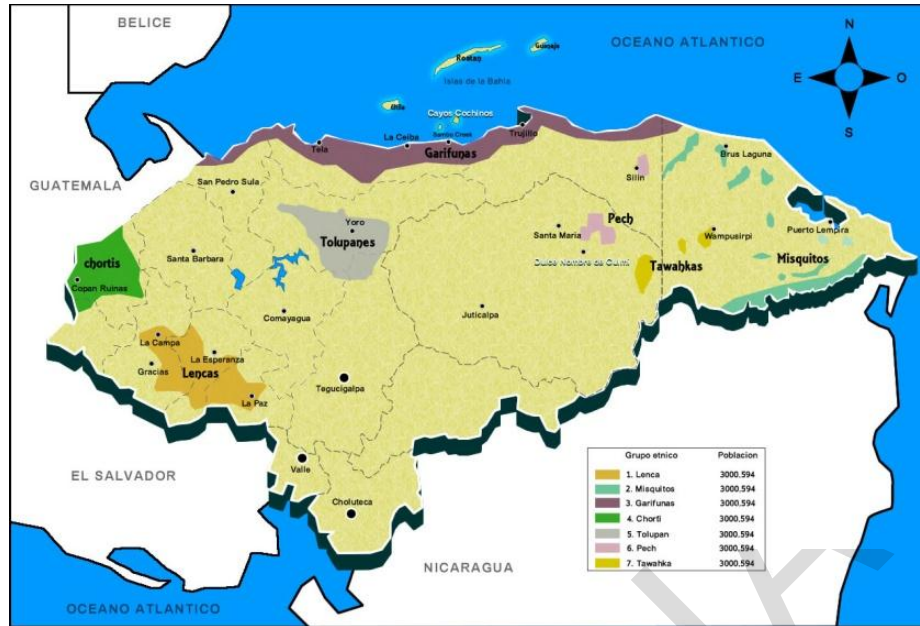 BELICE
OCEANO ATLANTICO
N
E
O
S
Guanaja
Roatan
Islas de la Bahia
Utila
Cayos Cochinos
Sambo Creek
Trujillo
La Ceiba
Tela
Garifunas
GUATEMALA
San Pedro Sula
Silin
Brus Laguna
Yoro
Tolupanes
Pech
Santa Maria
Wampusirpi
Puerto Lempira
chortis
Santa Barbara
Dulce Nombre de Culmi
Tawahkas
Misquitos
Copan Ruinas
Comayagua
Juticalpa
La Campa
La Esperanza
Gracias
Lencas
Tegucigalpa
La Paz
EL SALVADOR
Valle
Choluteca
NICARAGUA
OCEANO ATLANTICO
Grupo etnico Poblacion
1. Lenca 3000.594
2. Misquitos 3000.594
3. Garifunas 3000.594
4. Chorti 3000.594
5. Tolupan 3000.594
6. Pech 3000.594
7. Tawahka 3000.594